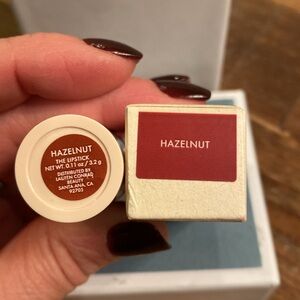 HAZELNUT
THE LIPSTICK
NET WT. 0.11 oz / 3.2 g
DISTRIBUTED BY
LAUREN CONRAD
BEAUTY
SANTA ANA, CA
92705
HAZELNUT